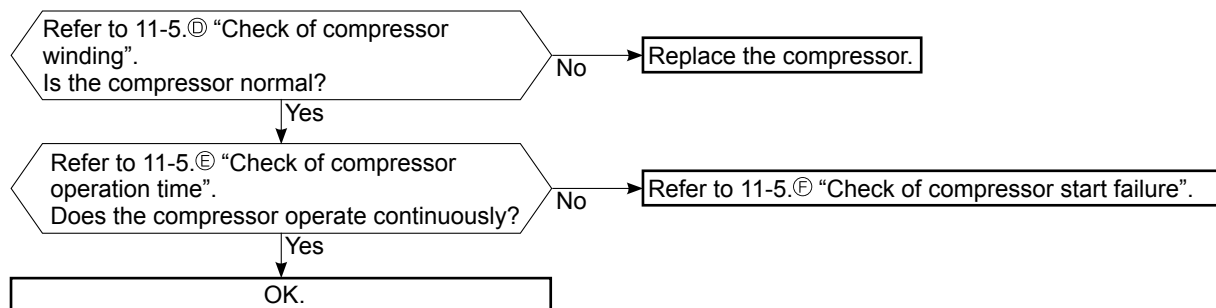 Refer to 11-5.Ⓓ “Check of compressor
winding”.
Is the compressor normal?
No
Replace the compressor.
Yes
Refer to 11-5.Ⓔ “Check of compressor
operation time”.
Does the compressor operate continuously?
No
Refer to 11-5.Ⓕ “Check of compressor start failure”.
Yes
OK.